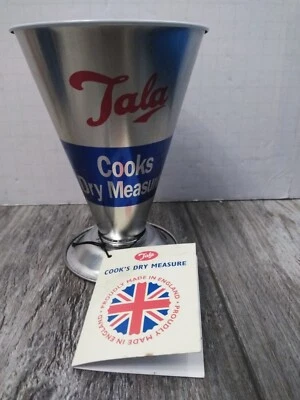 Tala
Cooks
Dry Measure
Tala
COOK'S DRY MEASURE
PROUDLY MADE IN ENGLAND • PROUDLY MADE IN ENGLAND •